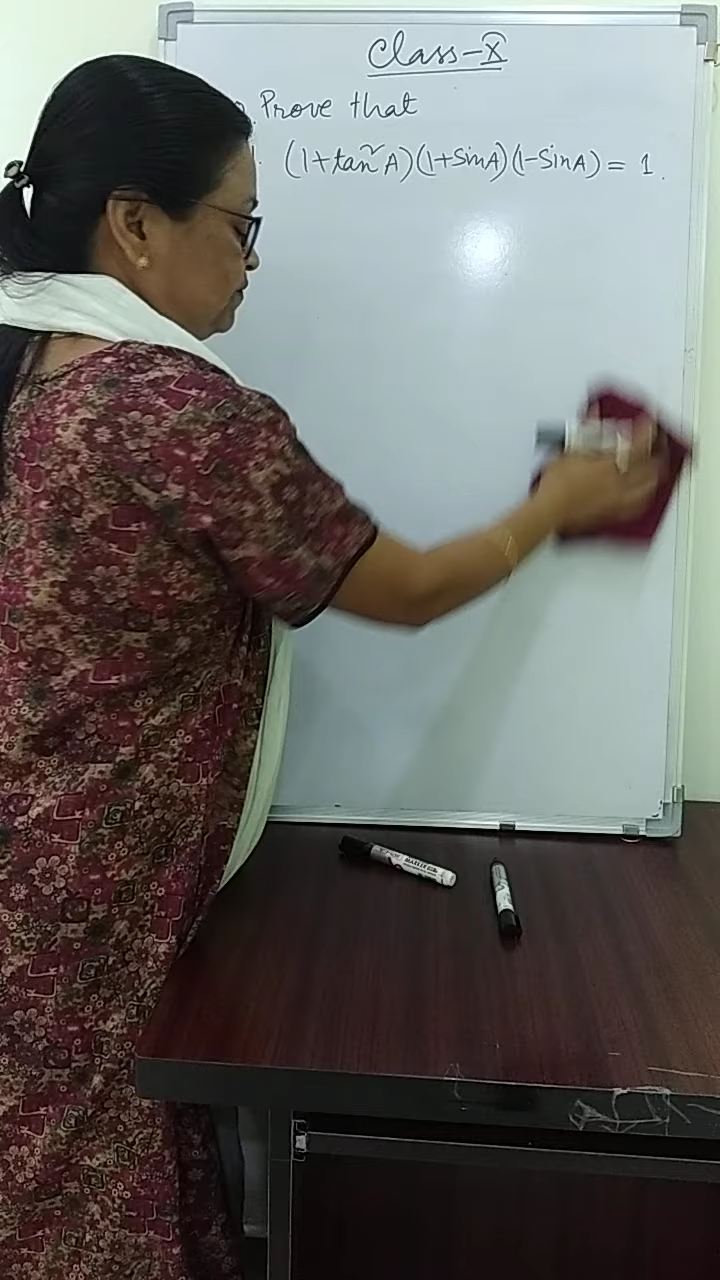 Class-X
Prove that
(1+tan²A)(1+SinA)(1-SinA) = 1.